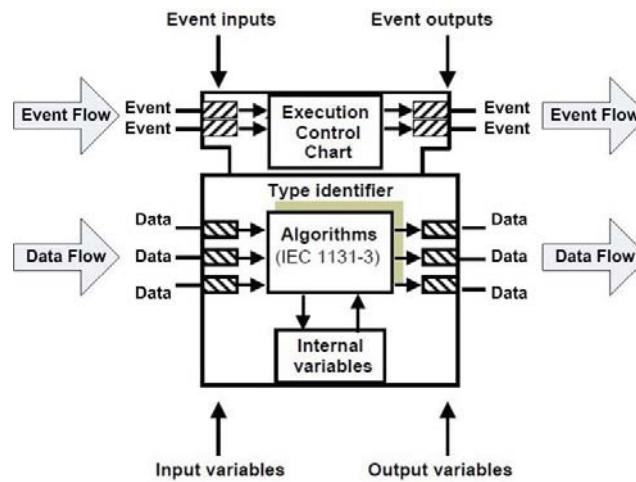 Event inputs
Event outputs
Event Flow
Event
Event
Execution
Control
Chart
Event
Event
Event Flow
Type identifier
Data Flow
Data
Data
Data
Algorithms
(IEC 1131-3)
Data
Data
Data
Data Flow
Internal
variables
Input variables
Output variables